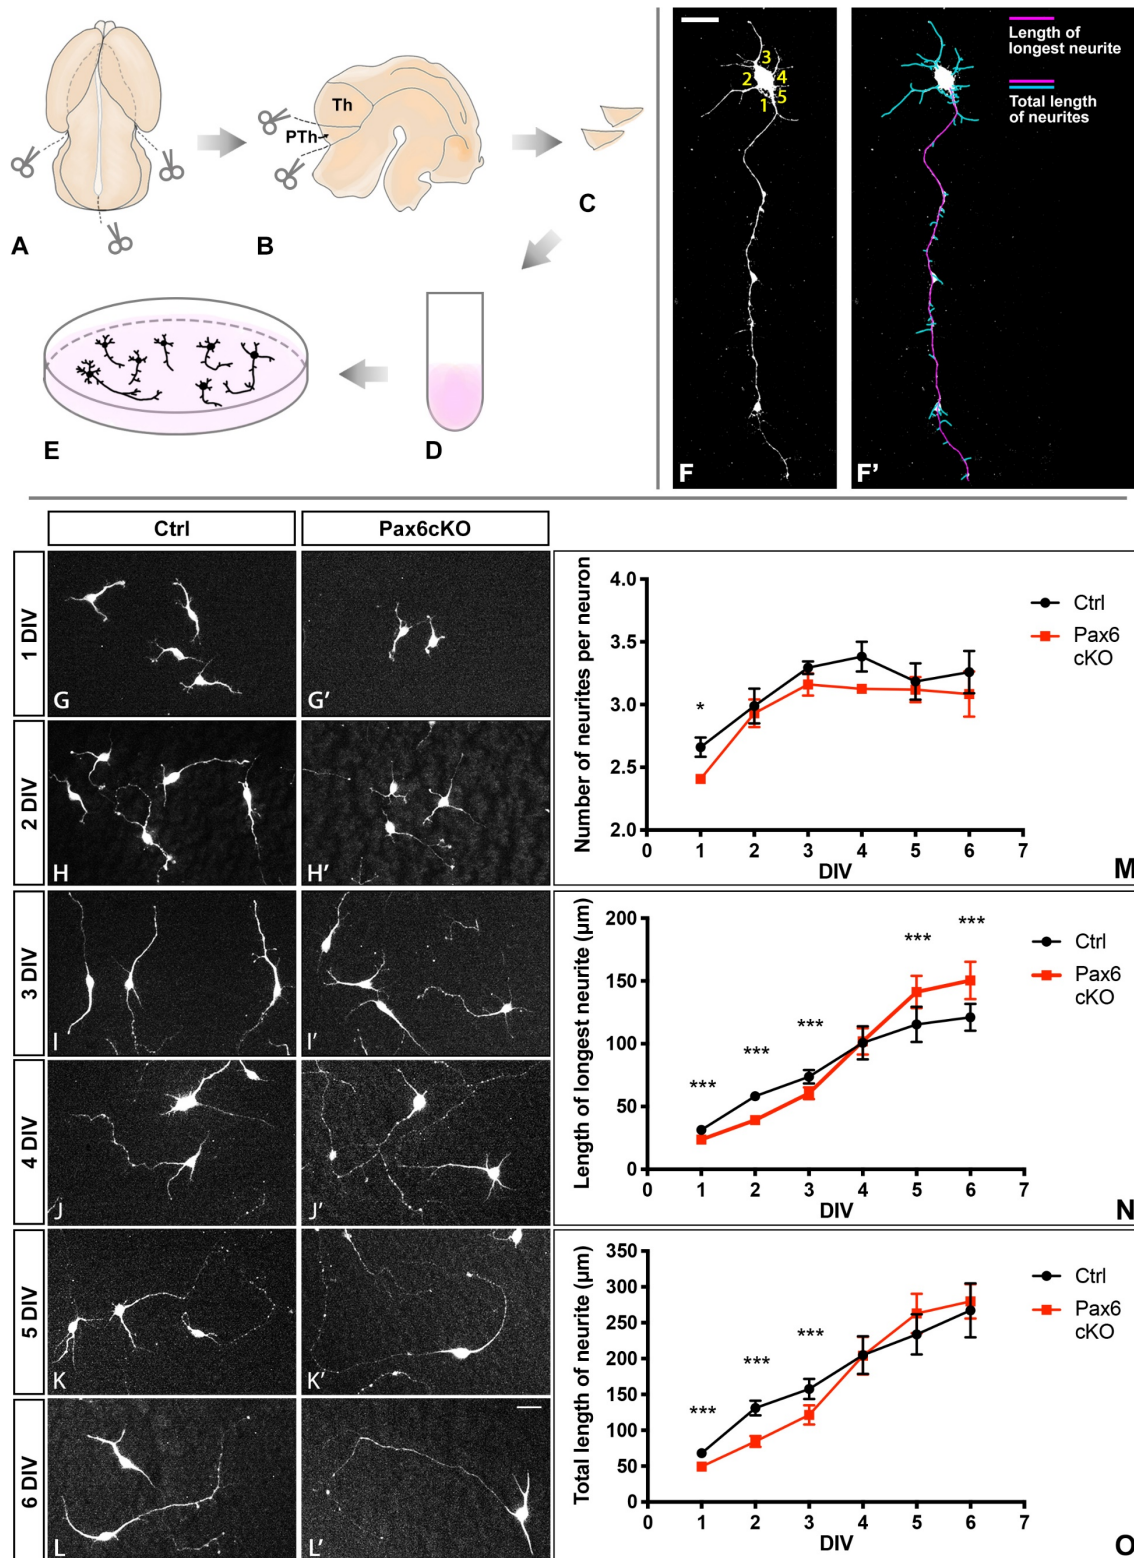 Th
PTh
A
B
C
D
E
3
2
4
1
5
F
Length of
longest neurite
Total length
of neurites
F'
Ctrl
Pax6cKO
1 DIV
G
G'
2 DIV
H
H'
3 DIV
I
I'
4 DIV
J
J'
5 DIV
K
K'
6 DIV
L
L'
Number of neurites per neuron
4.0
3.5
3.0
2.5
2.0
*
0
1
2
3
4
5
6
7
DIV
Ctrl
Pax6
cKO
M
Length of longest neurite (µm)
200
150
100
50
0
***
***
***
***
***
0
1
2
3
4
5
6
7
DIV
Ctrl
Pax6
cKO
N
Total length of neurite (µm)
350
300
250
200
150
100
50
0
***
***
***
0
1
2
3
4
5
6
7
DIV
Ctrl
Pax6
cKO
O